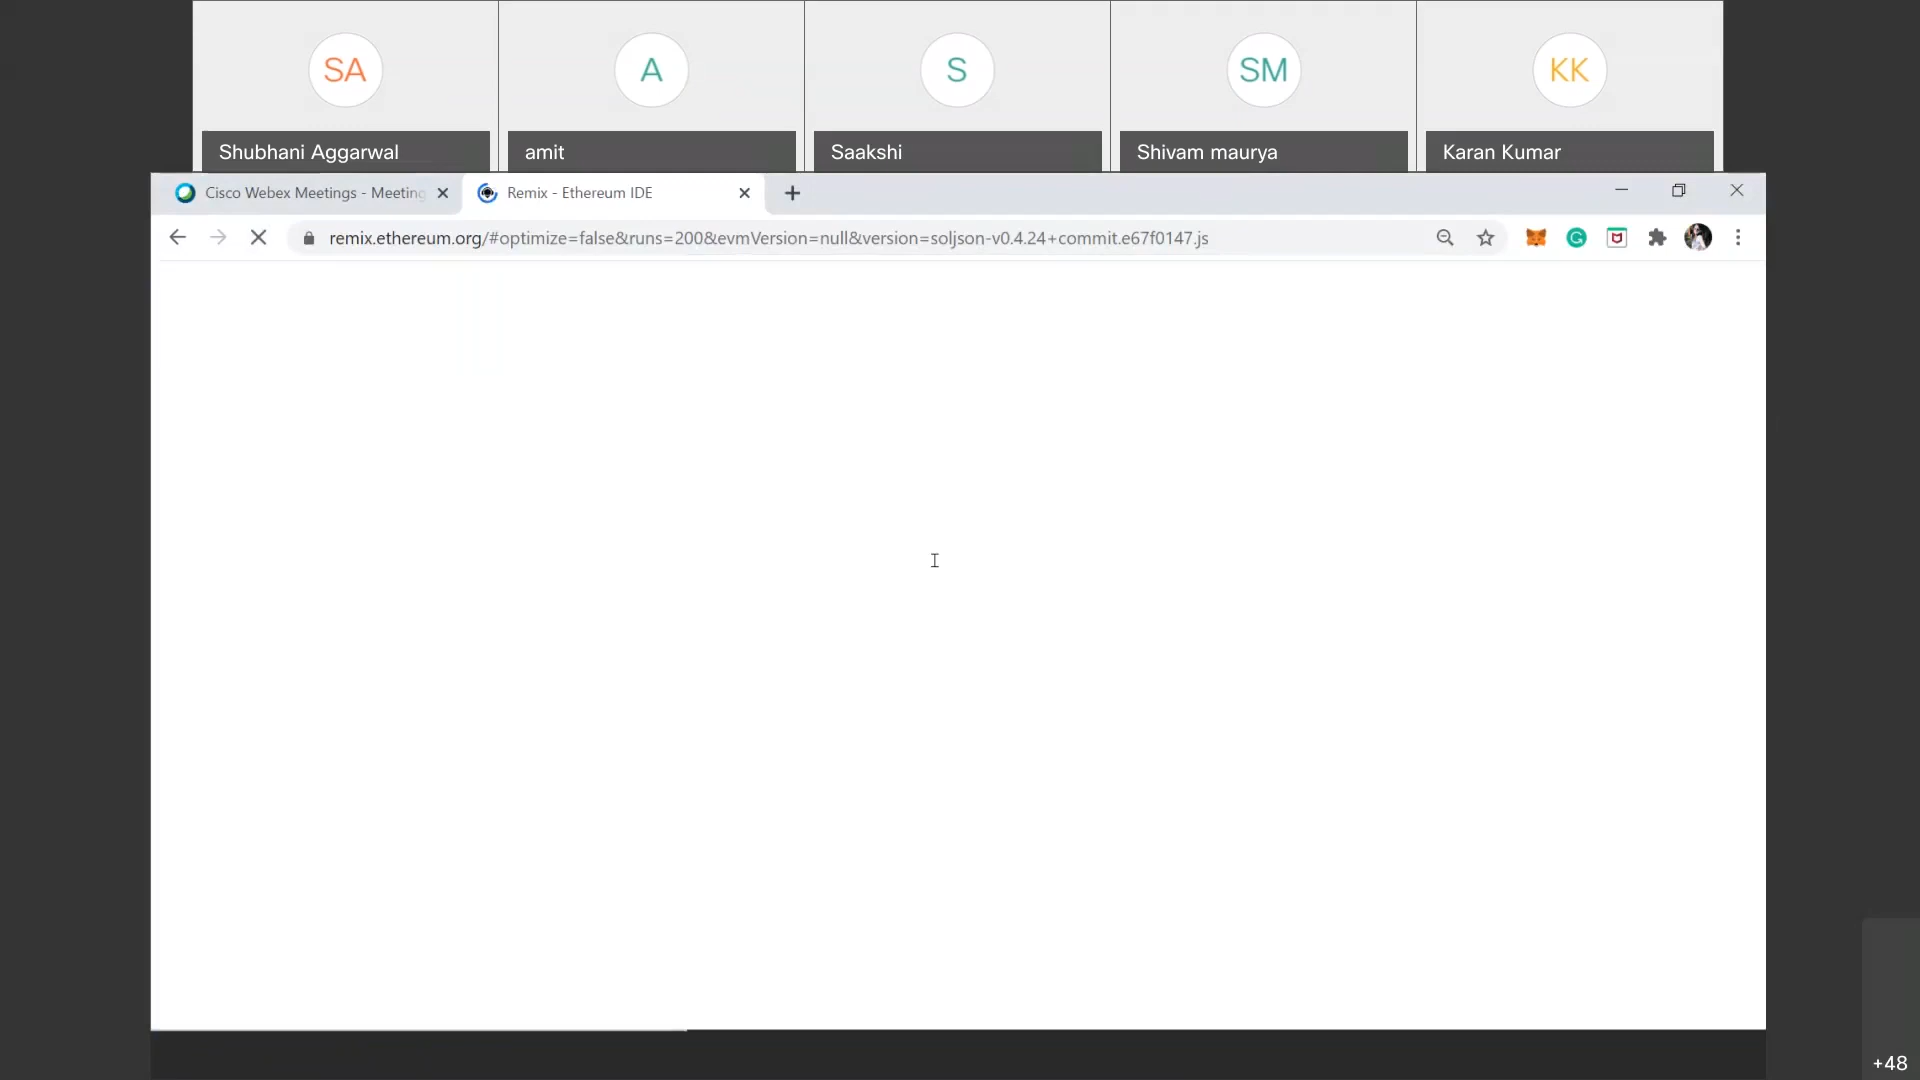 SA
A
S
SM
KK
Shubhani Aggarwal
amit
Saakshi
Shivam maurya
Karan Kumar
Cisco Webex Meetings - Meeting
Remix - Ethereum IDE
remix.ethereum.org/#optimize=false&runs=200&evmVersion=null&version=soljson-v0.4.24+commit.e67f0147.js
+48